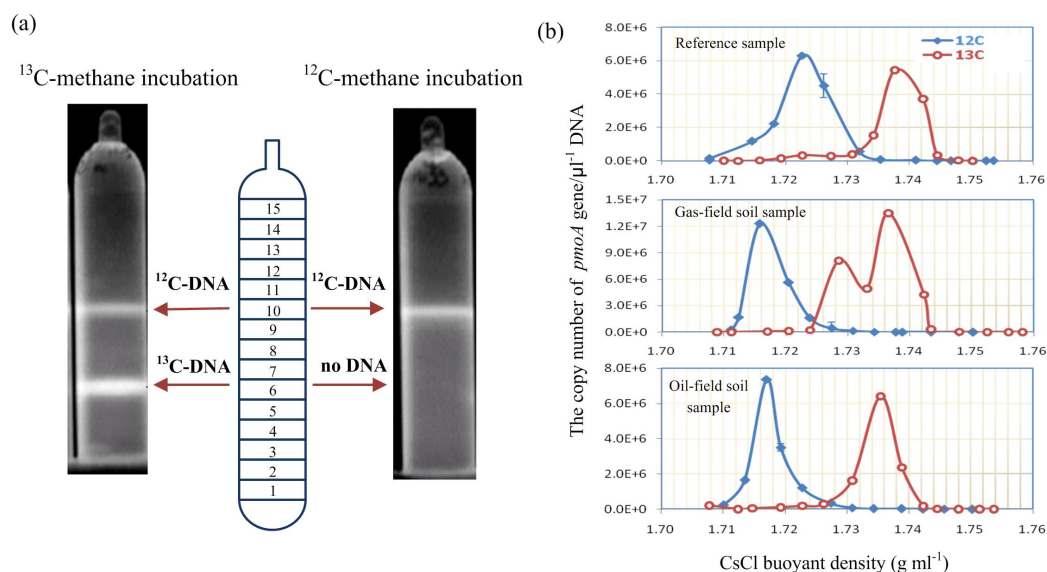 (a)
¹³C-methane incubation
¹²C-methane incubation
15
14
13
12
11
10
9
8
7
6
5
4
3
2
1
¹²C-DNA
¹²C-DNA
¹³C-DNA
no DNA
(b)
The copy number of pmoA gene/µl⁻¹ DNA
Reference sample
12C
13C
8.0E+6
6.0E+6
4.0E+6
2.0E+6
0.0E+0
1.70 1.71 1.72 1.73 1.74 1.75 1.76
Gas-field soil sample
1.5E+7
1.2E+7
9.0E+6
6.0E+6
3.0E+6
0.0E+0
1.70 1.71 1.72 1.73 1.74 1.75 1.76
Oil-field soil
sample
8.0E+6
6.0E+6
4.0E+6
2.0E+6
0.0E+0
1.70 1.71 1.72 1.73 1.74 1.75 1.76
CsCl buoyant density (g ml⁻¹)